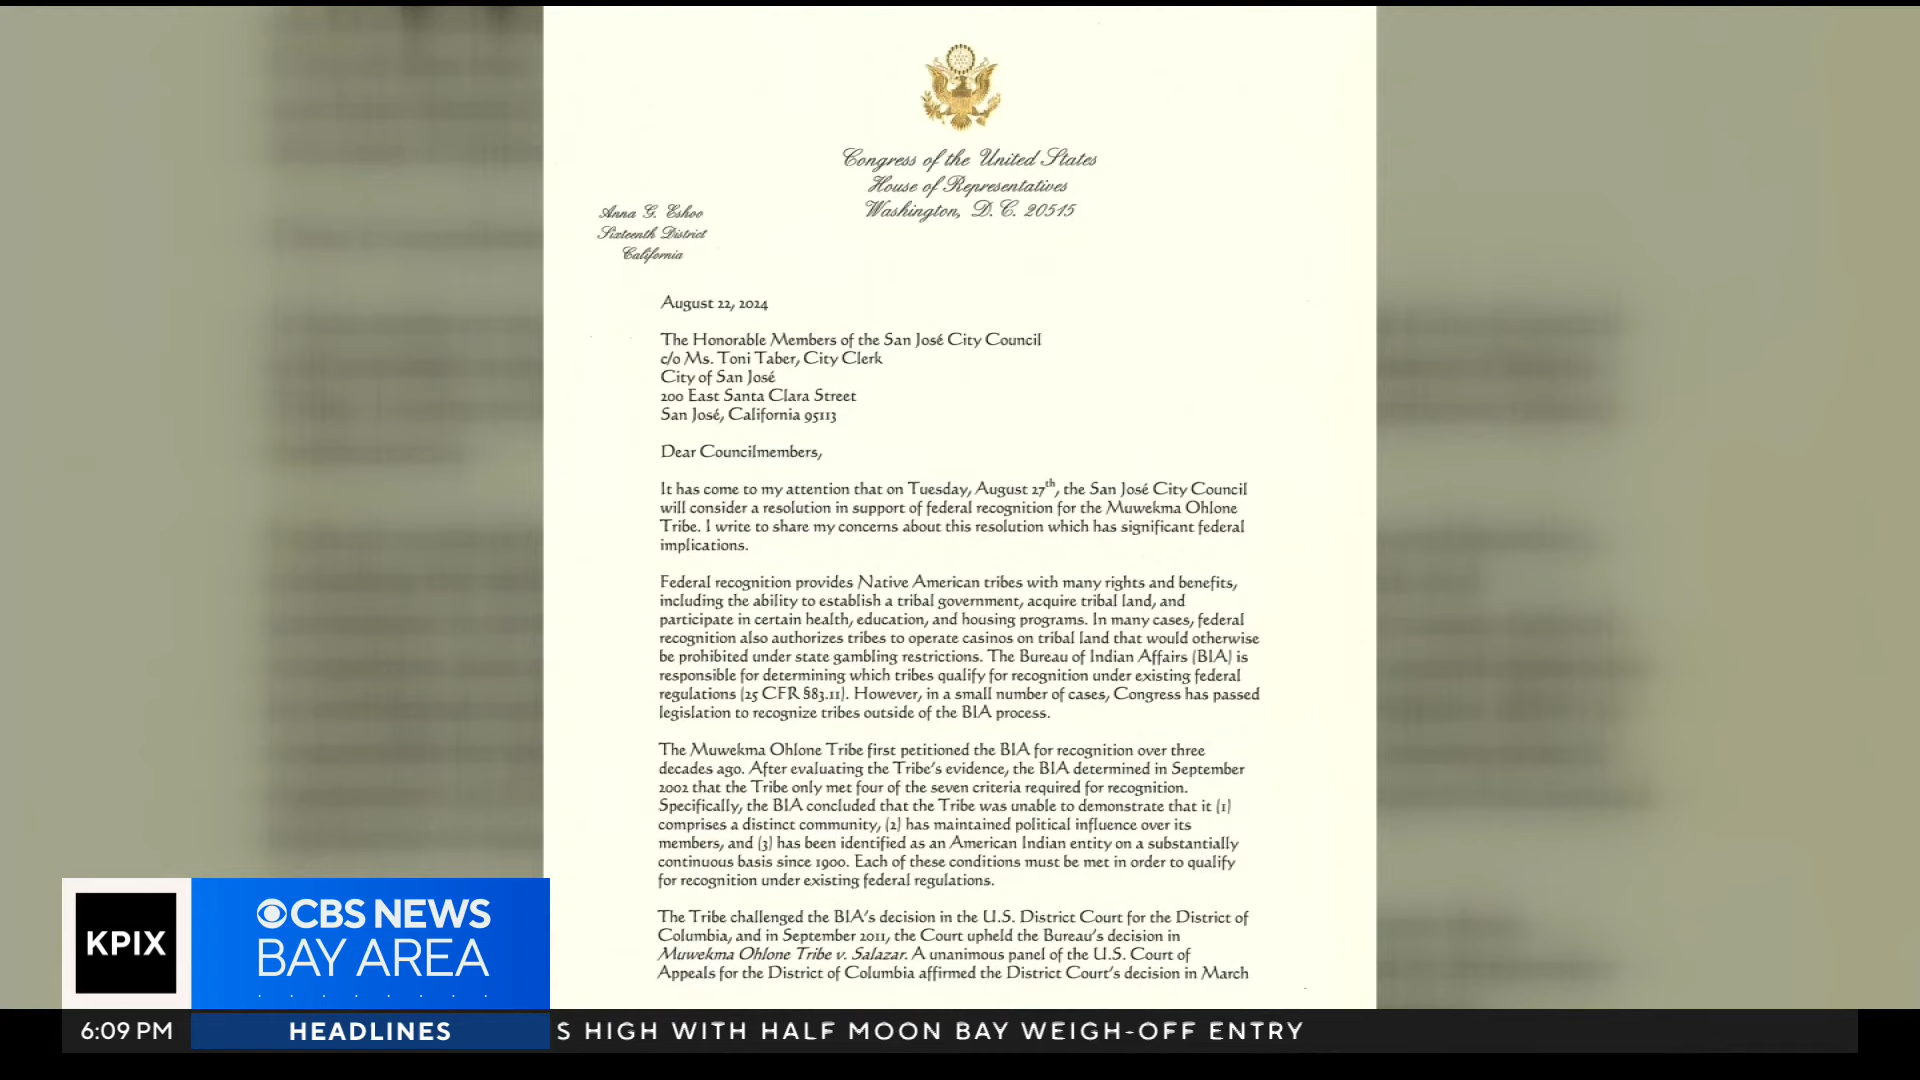 Congress of the United States
House of Representatives
Washington, D.C. 20515
Anna G. Eshoo
Sixteenth District
California
August 22, 2024
The Honorable Members of the San José City Council
c/o Ms. Toni Taber, City Clerk
City of San José
200 East Santa Clara Street
San José, California 95113
Dear Councilmembers,
It has come to my attention that on Tuesday, August 27th, the San José City Council
will consider a resolution in support of federal recognition for the Muwekma Ohlone
Tribe. I write to share my concerns about this resolution which has significant federal
implications.
Federal recognition provides Native American tribes with many rights and benefits,
including the ability to establish a tribal government, acquire tribal land, and
participate in certain health, education, and housing programs. In many cases, federal
recognition also authorizes tribes to operate casinos on tribal land that would otherwise
be prohibited under state gambling restrictions. The Bureau of Indian Affairs (BIA) is
responsible for determining which tribes qualify for recognition under existing federal
regulations (25 CFR §83.11). However, in a small number of cases, Congress has passed
legislation to recognize tribes outside of the BIA process.
The Muwekma Ohlone Tribe first petitioned the BIA for recognition over three
decades ago. After evaluating the Tribe's evidence, the BIA determined in September
2002 that the Tribe only met four of the seven criteria required for recognition.
Specifically, the BIA concluded that the Tribe was unable to demonstrate that it (1)
comprises a distinct community, (2) has maintained political influence over its
members, and (3) has been identified as an American Indian entity on a substantially
continuous basis since 1900. Each of these conditions must be met in order to qualify
for recognition under existing federal regulations.
The Tribe challenged the BIA's decision in the U.S. District Court for the District of
Columbia, and in September 2011, the Court upheld the Bureau's decision in
Muwekma Ohlone Tribe v. Salazar. A unanimous panel of the U.S. Court of
Appeals for the District of Columbia affirmed the District Court's decision in March
KPIX
CBS NEWS
BAY AREA
6:09 PM
HEADLINES
S HIGH WITH HALF MOON BAY WEIGH-OFF ENTRY